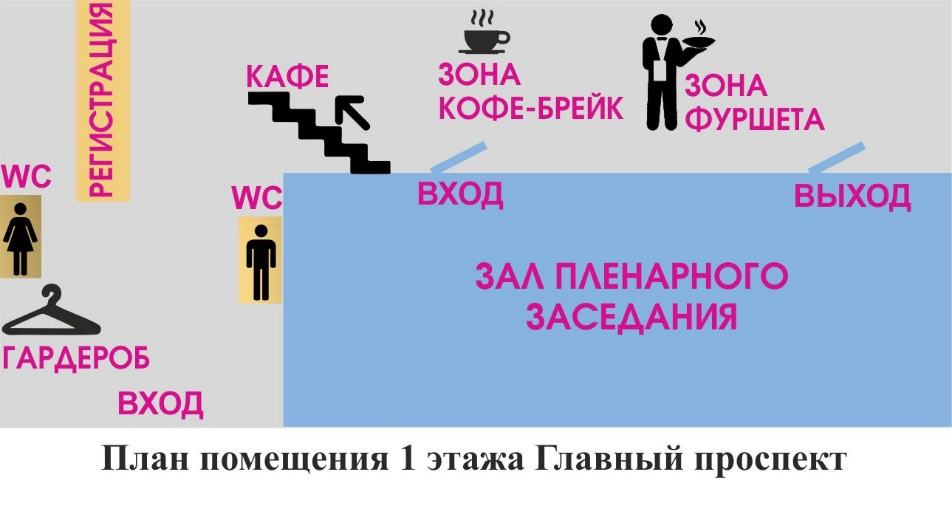 РЕГИСТРАЦИЯ
КАФЕ
ЗОНА
КОФЕ-БРЕЙК
ЗОНА
ФУРШЕТА
WC
WC
ВХОД
ВЫХОД
ЗАЛ ПЛЕНАРНОГО
ЗАСЕДАНИЯ
ГАРДЕРОБ
ВХОД
План помещения 1 этажа Главный проспект